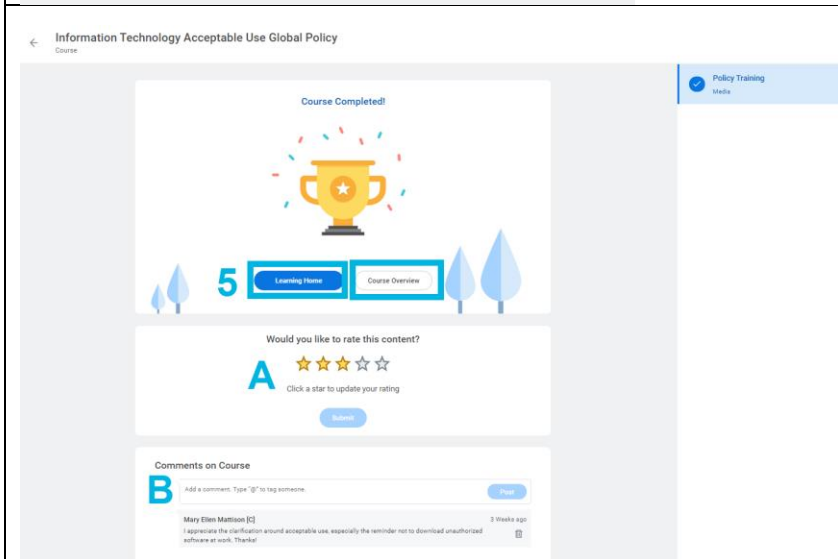 Information Technology Acceptable Use Global Policy
Course
Policy Training
Media
Course Completed!
5
Learning Home
Course Overview
Would you like to rate this content?
A
Click a star to update your rating
Submit
Comments on Course
B
Add a comment. Type "@" to tag someone.
Post
Mary Ellen Mattison [C]
3 Weeks ago
I appreciate the clarification around acceptable use, especially the reminder not to download unauthorized
software at work. Thanks!